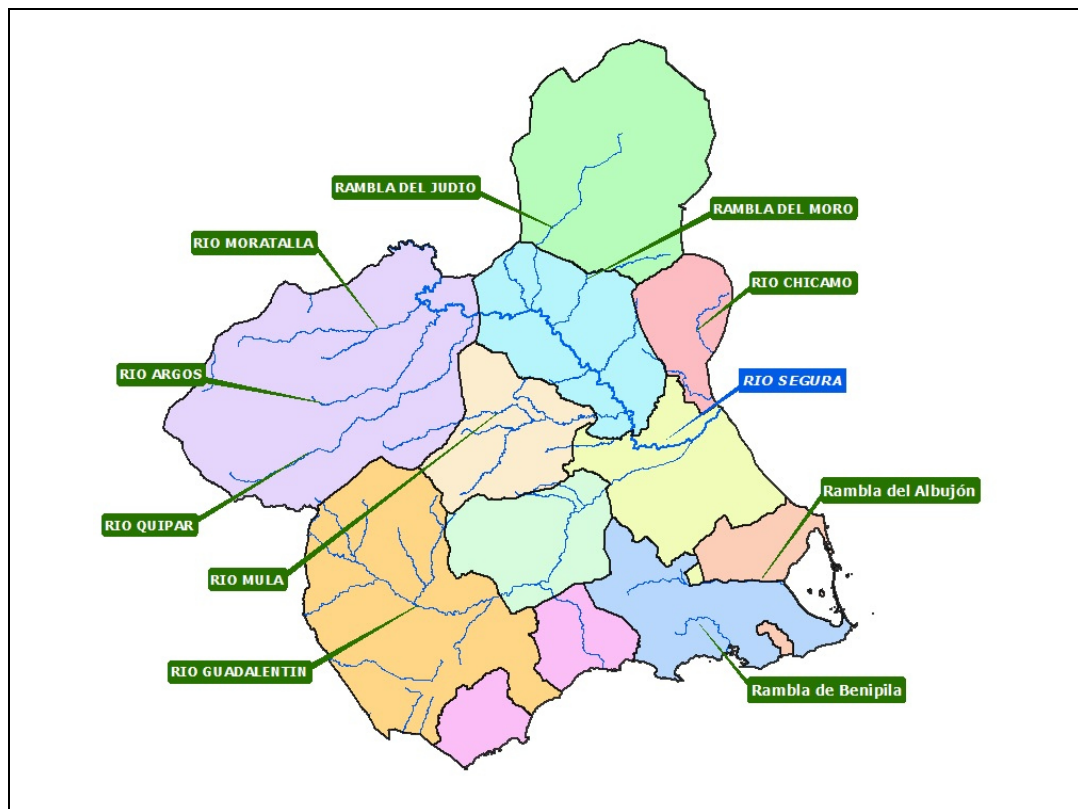 RAMBLA DEL JUDIO
RAMBLA DEL MORO
RIO MORATALLA
RIO CHICAMO
RIO ARGOS
RIO SEGURA
Rambla del Albujón
RIO QUIPAR
RIO MULA
RIO GUADALENTIN
Rambla de Benipila